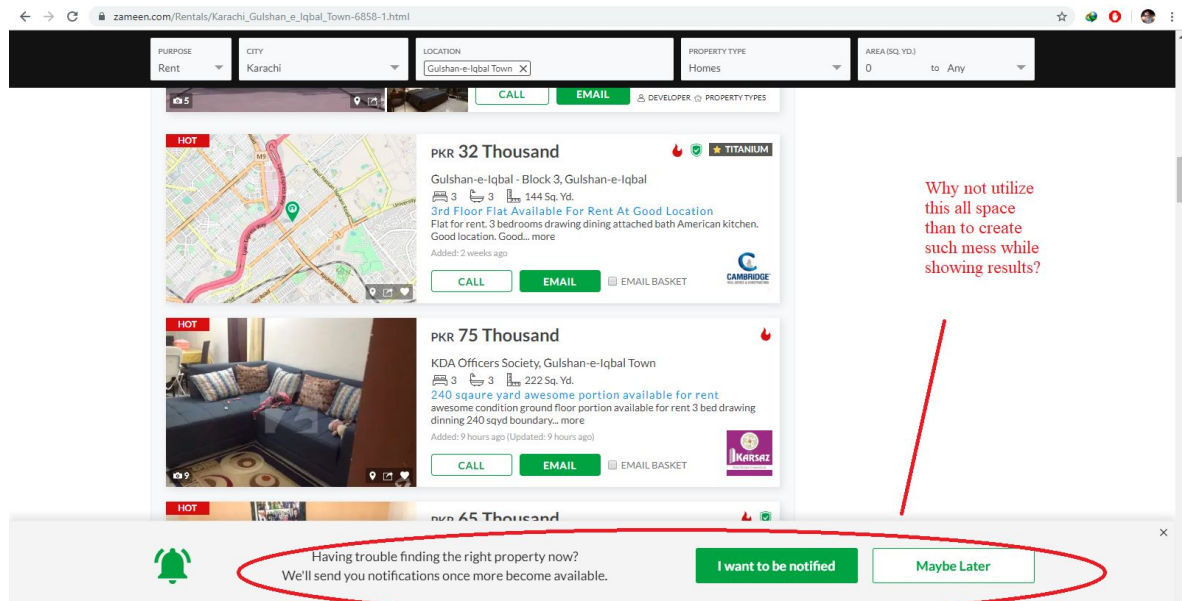 zameen.com/Rentals/Karachi_Gulshan_e_Iqbal_Town-6858-1.html
PURPOSE
Rent
CITY
Karachi
LOCATION
Gulshan-e-Iqbal Town X
PROPERTY TYPE
Homes
AREA (SQ. YD.)
0 to Any
5
CALL
EMAIL
DEVELOPER
PROPERTY TYPES
HOT
M9
PKR 32 Thousand
TITANIUM
Gulshan-e-Iqbal - Block 3, Gulshan-e-Iqbal
3 3 144 Sq. Yd.
3rd Floor Flat Available For Rent At Good Location
Flat for rent. 3 bedrooms drawing dining attached bath American kitchen.
Good location. Good... more
Added: 2 weeks ago
CALL
EMAIL
EMAIL BASKET
CAMBRIDGE
Why not utilize
this all space
than to create
such mess while
showing results?
HOT
PKR 75 Thousand
KDA Officers Society, Gulshan-e-Iqbal Town
3 3 222 Sq. Yd.
240 sqaure yard awesome portion available for rent
awesome condition ground floor portion available for rent 3 bed drawing
dinning 240 sqyd boundary... more
Added: 9 hours ago (Updated: 9 hours ago)
9
CALL
EMAIL
EMAIL BASKET
KARSAZ
HOT
PKR 65 Thousand
Having trouble finding the right property now?
We'll send you notifications once more become available.
I want to be notified
Maybe Later